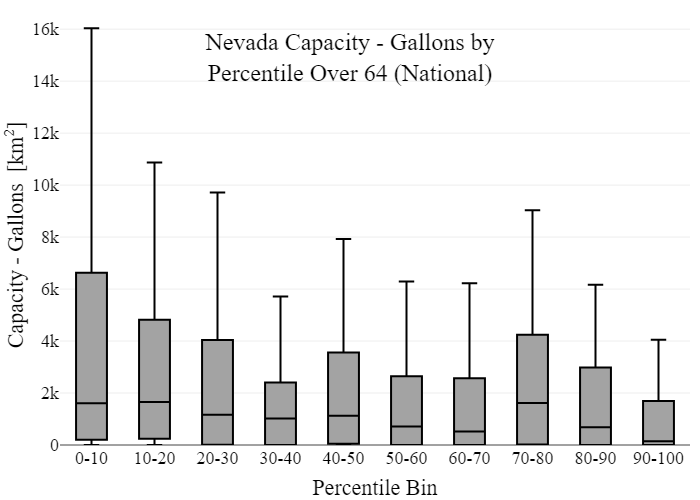 Nevada Capacity - Gallons by
Percentile Over 64 (National)
Capacity - Gallons [km²]
16k
14k
12k
10k
8k
6k
4k
2k
0
0-10 10-20 20-30 30-40 40-50 50-60 60-70 70-80 80-90 90-100
Percentile Bin